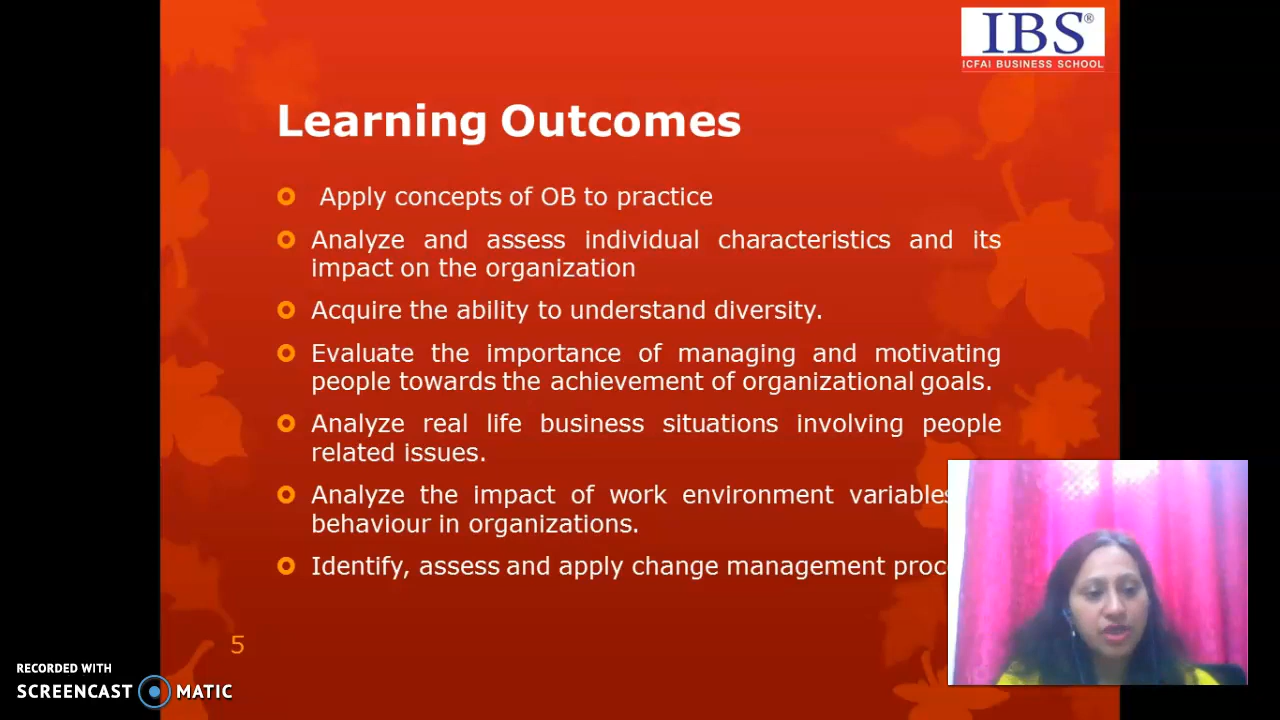 IBS®
ICFAI BUSINESS SCHOOL
Learning Outcomes
Apply concepts of OB to practice
Analyze and assess individual characteristics and its
impact on the organization
Acquire the ability to understand diversity.
Evaluate the importance of managing and motivating
people towards the achievement of organizational goals.
Analyze real life business situations involving people
related issues.
Analyze the impact of work environment variables
behaviour in organizations.
Identify, assess and apply change management
5
RECORDED WITH
SCREENCAST MATIC